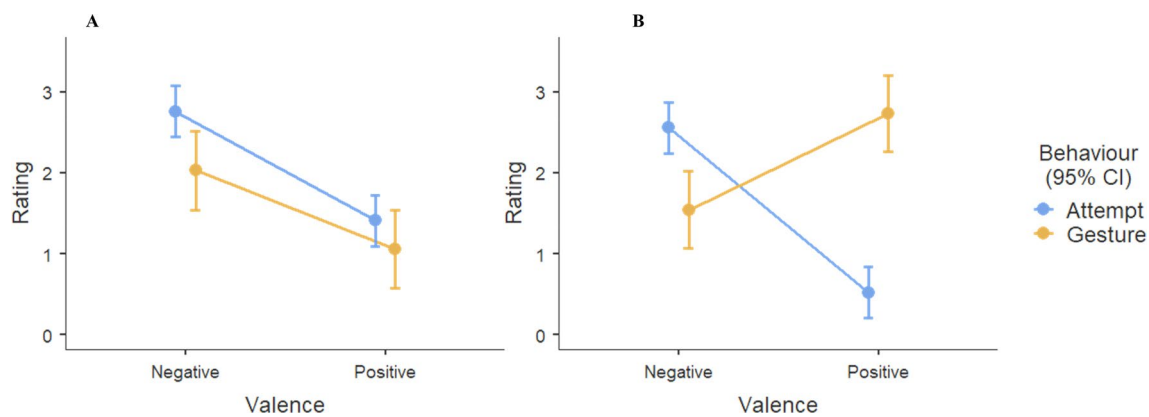 A
3
2
1
0
Rating
Negative
Positive
Valence
B
3
2
1
0
Rating
Negative
Positive
Valence
Behaviour
(95% CI)
Attempt
Gesture